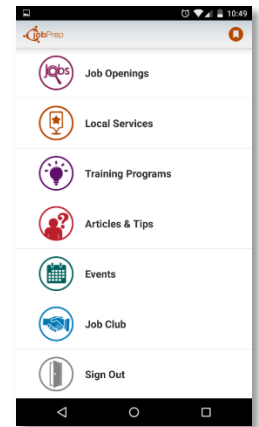 10:49
JobPrep
Jobs
Job Openings
Local Services
Training Programs
Articles & Tips
Events
Job Club
Sign Out